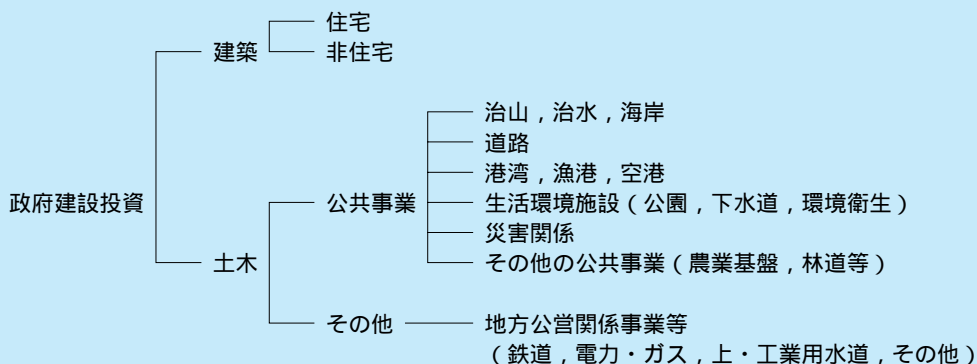 住宅
建築
非住宅
治山，治水，海岸
道路
港湾，漁港，空港
政府建設投資
公共事業
生活環境施設（公園，下水道，環境衛生）
災害関係
土木
その他の公共事業（農業基盤，林道等）
その他
地方公営関係事業等
（鉄道，電力・ガス，上・工業用水道，その他）